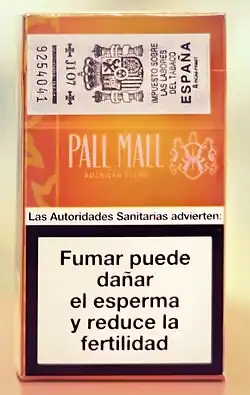 9254041
J107
IMPUESTO SOBRE
LAS LABORES
DEL TABACO
ESPAÑA
PALL MALL
AMERICAN BLEND
Las Autoridades Sanitarias advierten:
Fumar puede
dañar
el esperma
y reduce la
fertilidad